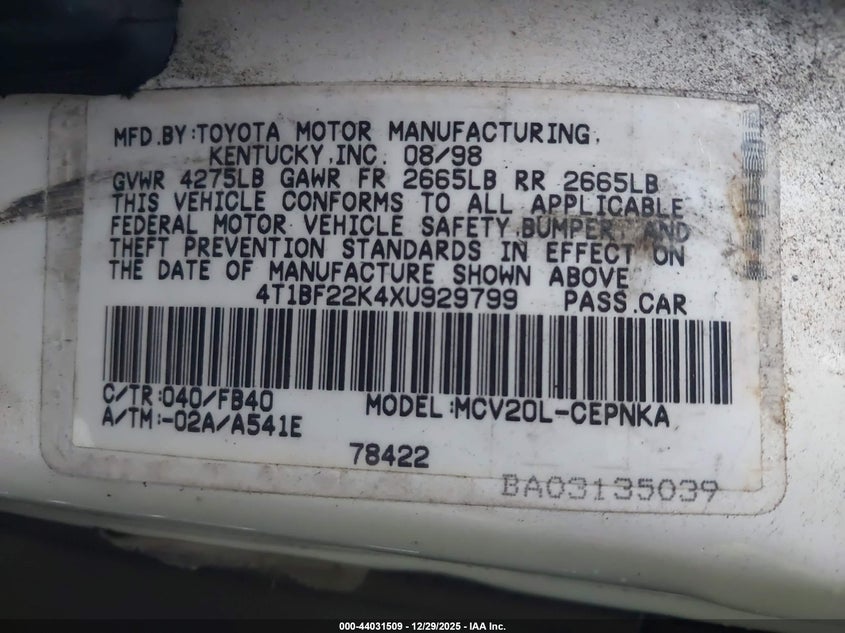 MFD.BY:TOYOTA MOTOR MANUFACTURING,
KENTUCKY,INC. 08/98
GVWR 4275LB GAWR FR 2665LB RR 2665LB
THIS VEHICLE CONFORMS TO ALL APPLICABLE
FEDERAL MOTOR VEHICLE SAFETY,BUMPER, AND
THEFT PREVENTION STANDARDS IN EFFECT ON
THE DATE OF MANUFACTURE SHOWN ABOVE
4T1BF22K4XU929799 PASS.CAR
C/TR:040/FB40 MODEL:MCV20L-CEPNKA
A/TM:-02A/A541E
78422
BA03135039
000-44031509 - 12/29/2025 - IAA Inc.